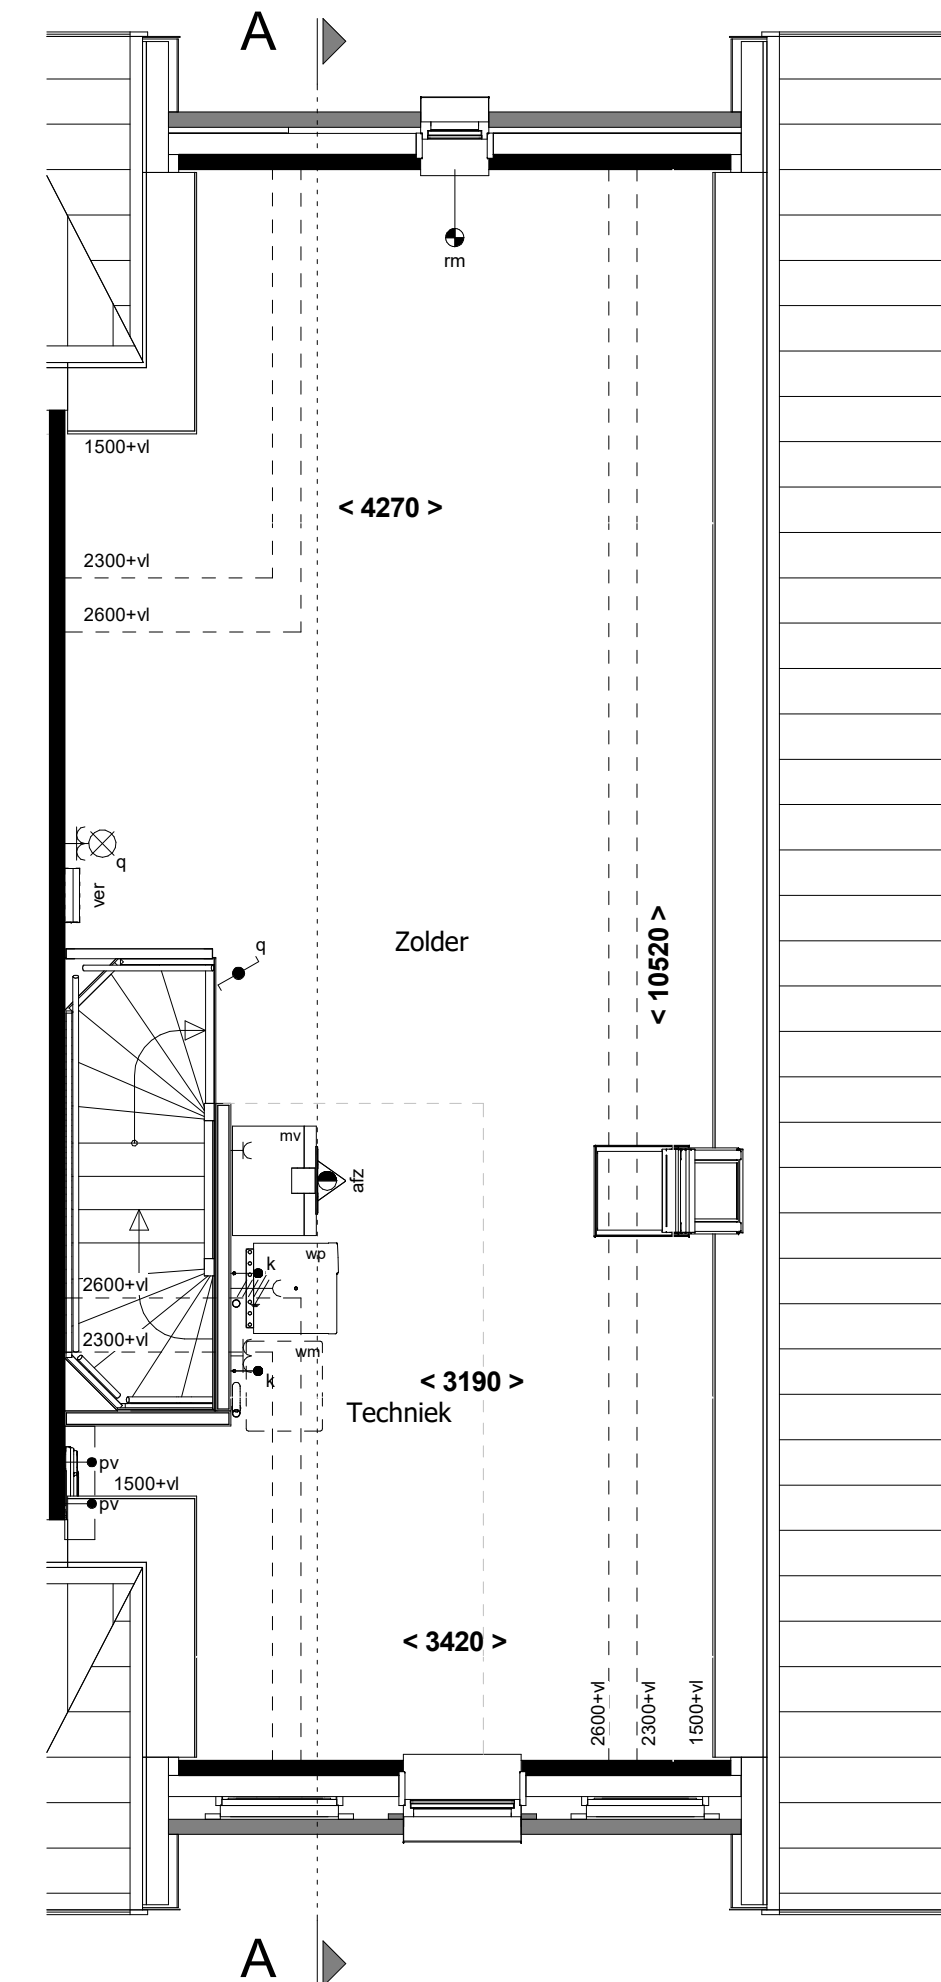 A
rm
1500+vl
< 4270 >
2300+vl
2600+vl
q
ver
Zolder
q
< 10520 >
mv
afz
wp
k
2600+vl
2300+vl
wm
k
< 3190 >
Techniek
pv
1500+vl
pv
< 3420 >
2600+vl
2300+vl
1500+vl
A